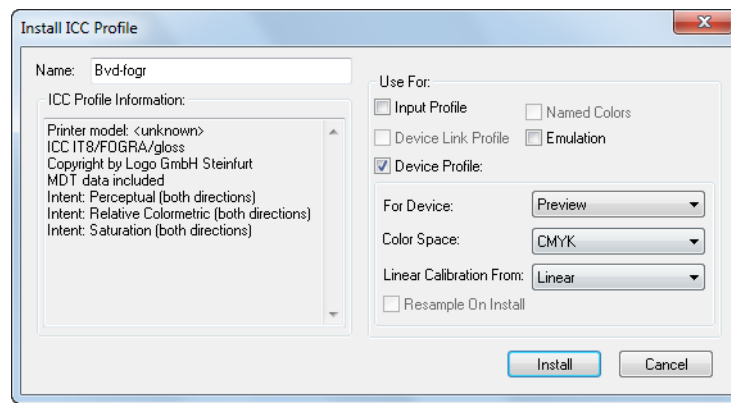 Install ICC Profile
Name: Bvd-fogr
ICC Profile Information:
Printer model: <unknown>
ICC IT8/FOGRA/gloss
Copyright by Logo GmbH Steinfurt
MDT data included
Intent: Perceptual (both directions)
Intent: Relative Colormetric (both directions)
Intent: Saturation (both directions)
Use For:
Input Profile
Named Colors
Device Link Profile
Emulation
Device Profile:
For Device: Preview
Color Space: CMYK
Linear Calibration From: Linear
Resample On Install
Install
Cancel